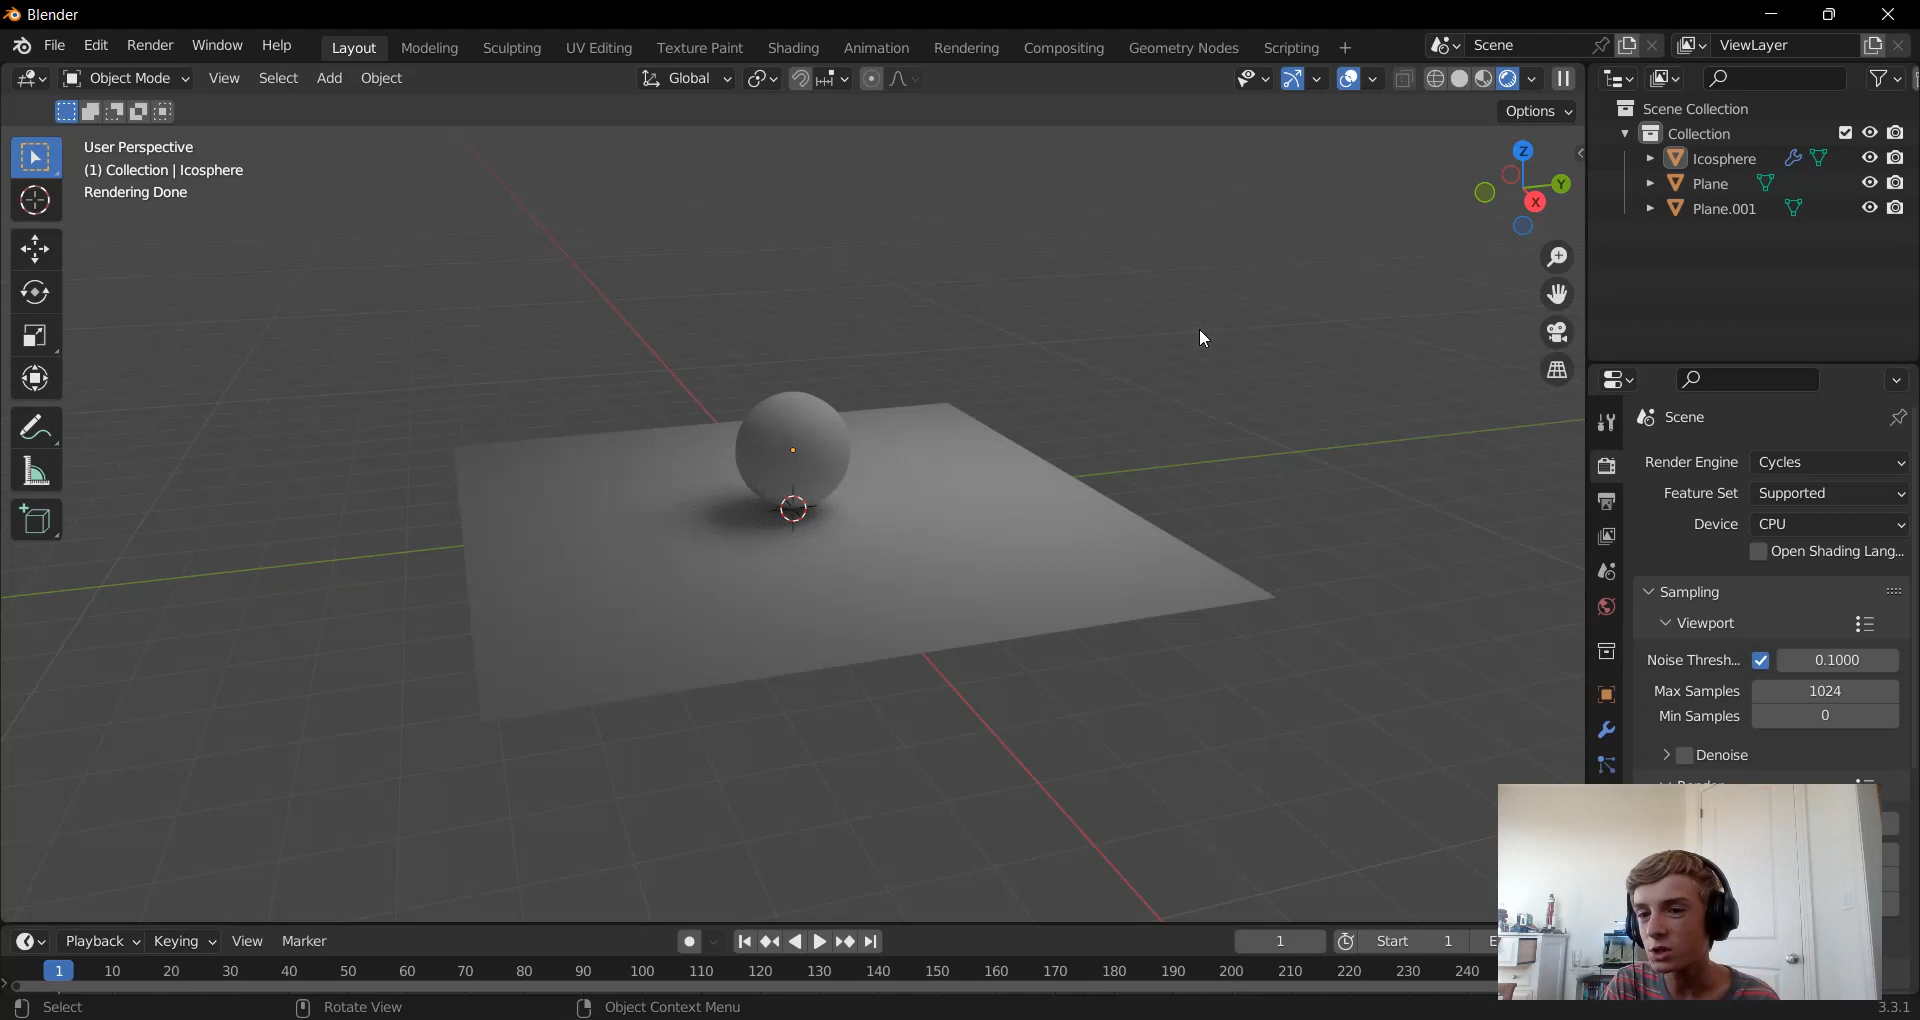 Blender
File Edit Render Window Help Layout Modeling Sculpting UV Editing Texture Paint Shading Animation Rendering Compositing Geometry Nodes Scripting + Scene ViewLayer
Object Mode View Select Add Object Global
Options
User Perspective
(1) Collection | Icosphere
Rendering Done
Z
Y
X
Scene Collection
Collection
Icosphere
Plane
Plane.001
Scene
Render Engine Cycles
Feature Set Supported
Device CPU
Open Shading Lang...
Sampling
Viewport
Noise Thresh... 0.1000
Max Samples 1024
Min Samples 0
Denoise
Playback Keying View Marker 1 Start 1
1 10 20 30 40 50 60 70 80 90 100 110 120 130 140 150 160 170 180 190 200 210 220 230 240
Select Rotate View Object Context Menu 3.3.1